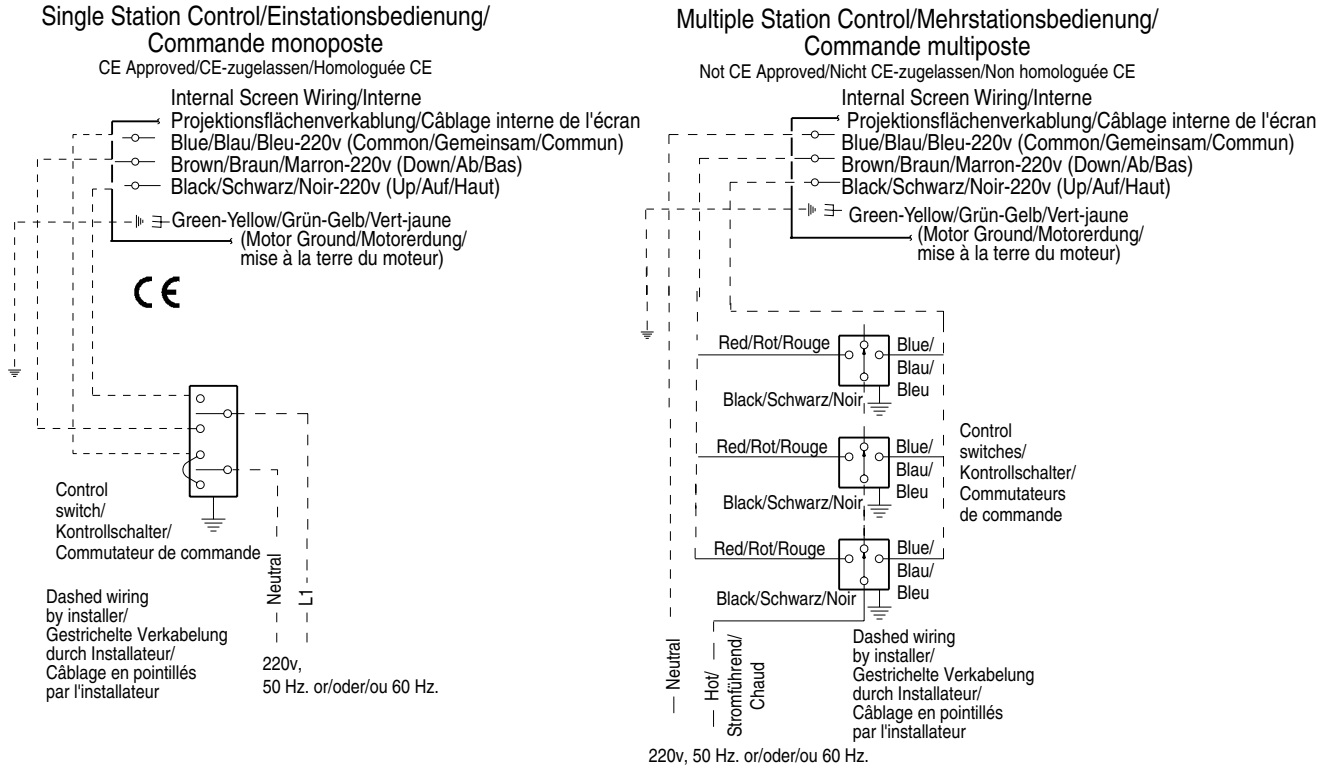 Single Station Control/Einstationsbedienung/
Commande monoposte
CE Approved/CE-zugelassen/Homologuée CE
Internal Screen Wiring/Interne
Projektionsflächenverkablung/Câblage interne de l'écran
Blue/Blau/Bleu-220v (Common/Gemeinsam/Commun)
Brown/Braun/Marron-220v (Down/Ab/Bas)
Black/Schwarz/Noir-220v (Up/Auf/Haut)
Green-Yellow/Grün-Gelb/Vert-jaune
(Motor Ground/Motorerdung/
mise à la terre du moteur)
CE
Control
switch/
Kontrollschalter/
Commutateur de commande
Neutral
L1
Dashed wiring
by installer/
Gestrichelte Verkabelung
durch Installateur/
Câblage en pointillés
par l'installateur
220v,
50 Hz. or/oder/ou 60 Hz.
Multiple Station Control/Mehrstationsbedienung/
Commande multiposte
Not CE Approved/Nicht CE-zugelassen/Non homologuée CE
Internal Screen Wiring/Interne
Projektionsflächenverkablung/Câblage interne de l'écran
Blue/Blau/Bleu-220v (Common/Gemeinsam/Commun)
Brown/Braun/Marron-220v (Down/Ab/Bas)
Black/Schwarz/Noir-220v (Up/Auf/Haut)
Green-Yellow/Grün-Gelb/Vert-jaune
(Motor Ground/Motorerdung/
mise à la terre du moteur)
Red/Rot/Rouge
Blue/
Blau/
Bleu
Black/Schwarz/Noir
Red/Rot/Rouge
Blue/
Blau/
Bleu
Black/Schwarz/Noir
Control
switches/
Kontrollschalter/
Commutateurs
de commande
Red/Rot/Rouge
Blue/
Blau/
Bleu
Black/Schwarz/Noir
Neutral
Hot/
Stromführend/
Chaud
Dashed wiring
by installer/
Gestrichelte Verkabelung
durch Installateur/
Câblage en pointillés
par l'installateur
220v, 50 Hz. or/oder/ou 60 Hz.